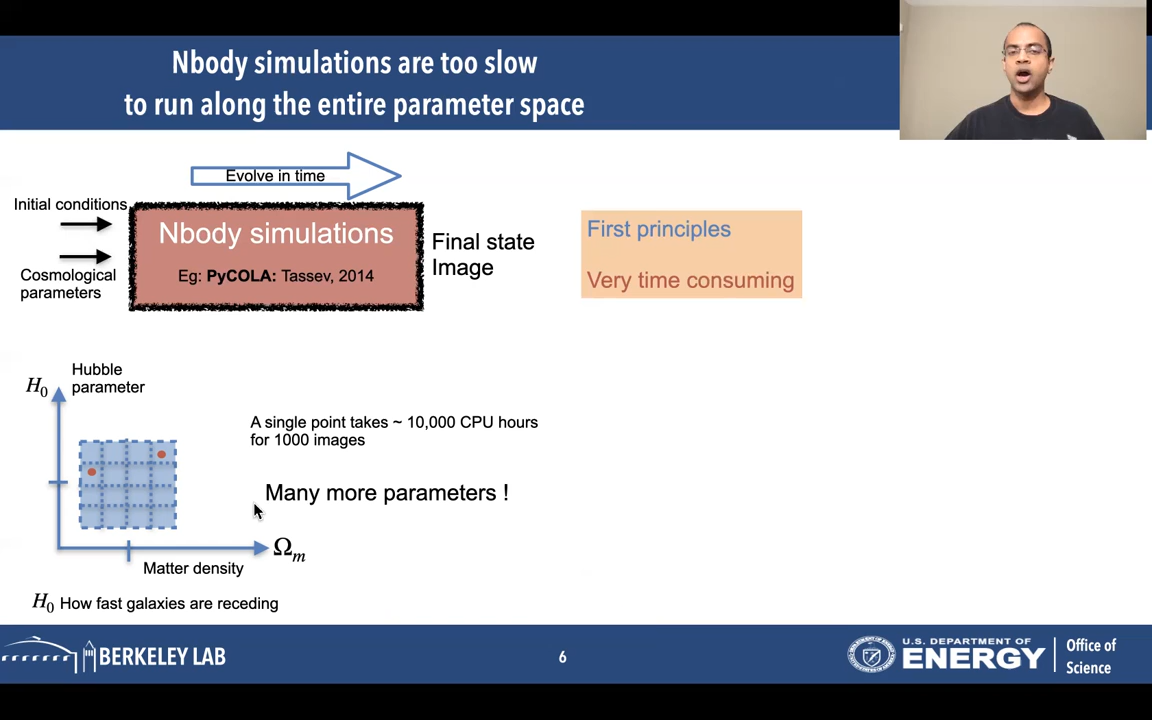 Nbody simulations are too slow
to run along the entire parameter space
Evolve in time
Initial conditions
Cosmological
parameters
Nbody simulations
Eg: PyCOLA: Tassev, 2014
Final state
Image
First principles
Very time consuming
H₀
Hubble
parameter
A single point takes ~ 10,000 CPU hours
for 1000 images
Many more parameters !
Ωₘ
Matter density
H₀ How fast galaxies are receding
BERKELEY LAB
6
U.S. DEPARTMENT OF
ENERGY
Office of
Science